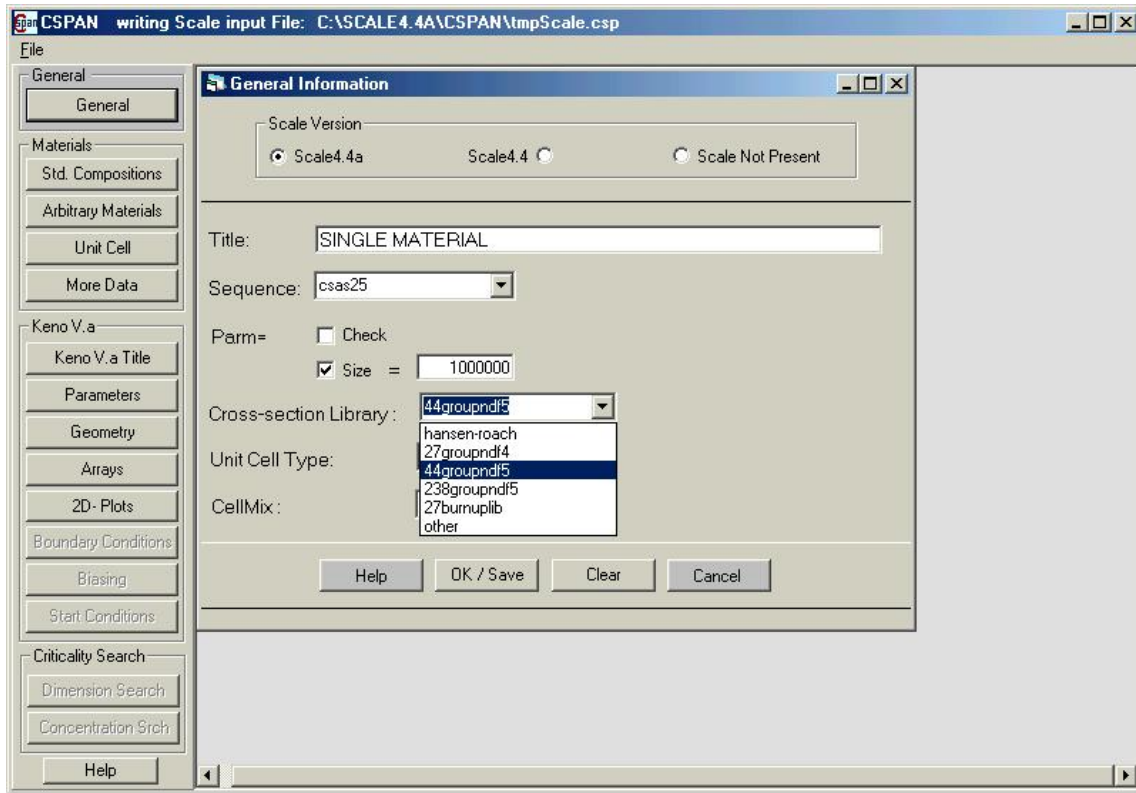 Span CSPAN writing Scale input File: C:\SCALE4.4A\CSPAN\tmpScale.csp
File
General
General
Materials
Std. Compositions
Arbitrary Materials
Unit Cell
More Data
Keno V.a
Keno V.a Title
Parameters
Geometry
Arrays
2D- Plots
Boundary Conditions
Biasing
Start Conditions
Criticality Search
Dimension Search
Concentration Srch
Help
General Information
Scale Version
Scale4.4a Scale4.4 Scale Not Present
Title: SINGLE MATERIAL
Sequence: csas25
Parm= Check
Size = 1000000
Cross-section Library : 44groupndf5
hansen-roach
27groupndf4
44groupndf5
238groupndf5
27burnuplib
other
Unit Cell Type:
CellMix :
Help OK / Save Clear Cancel